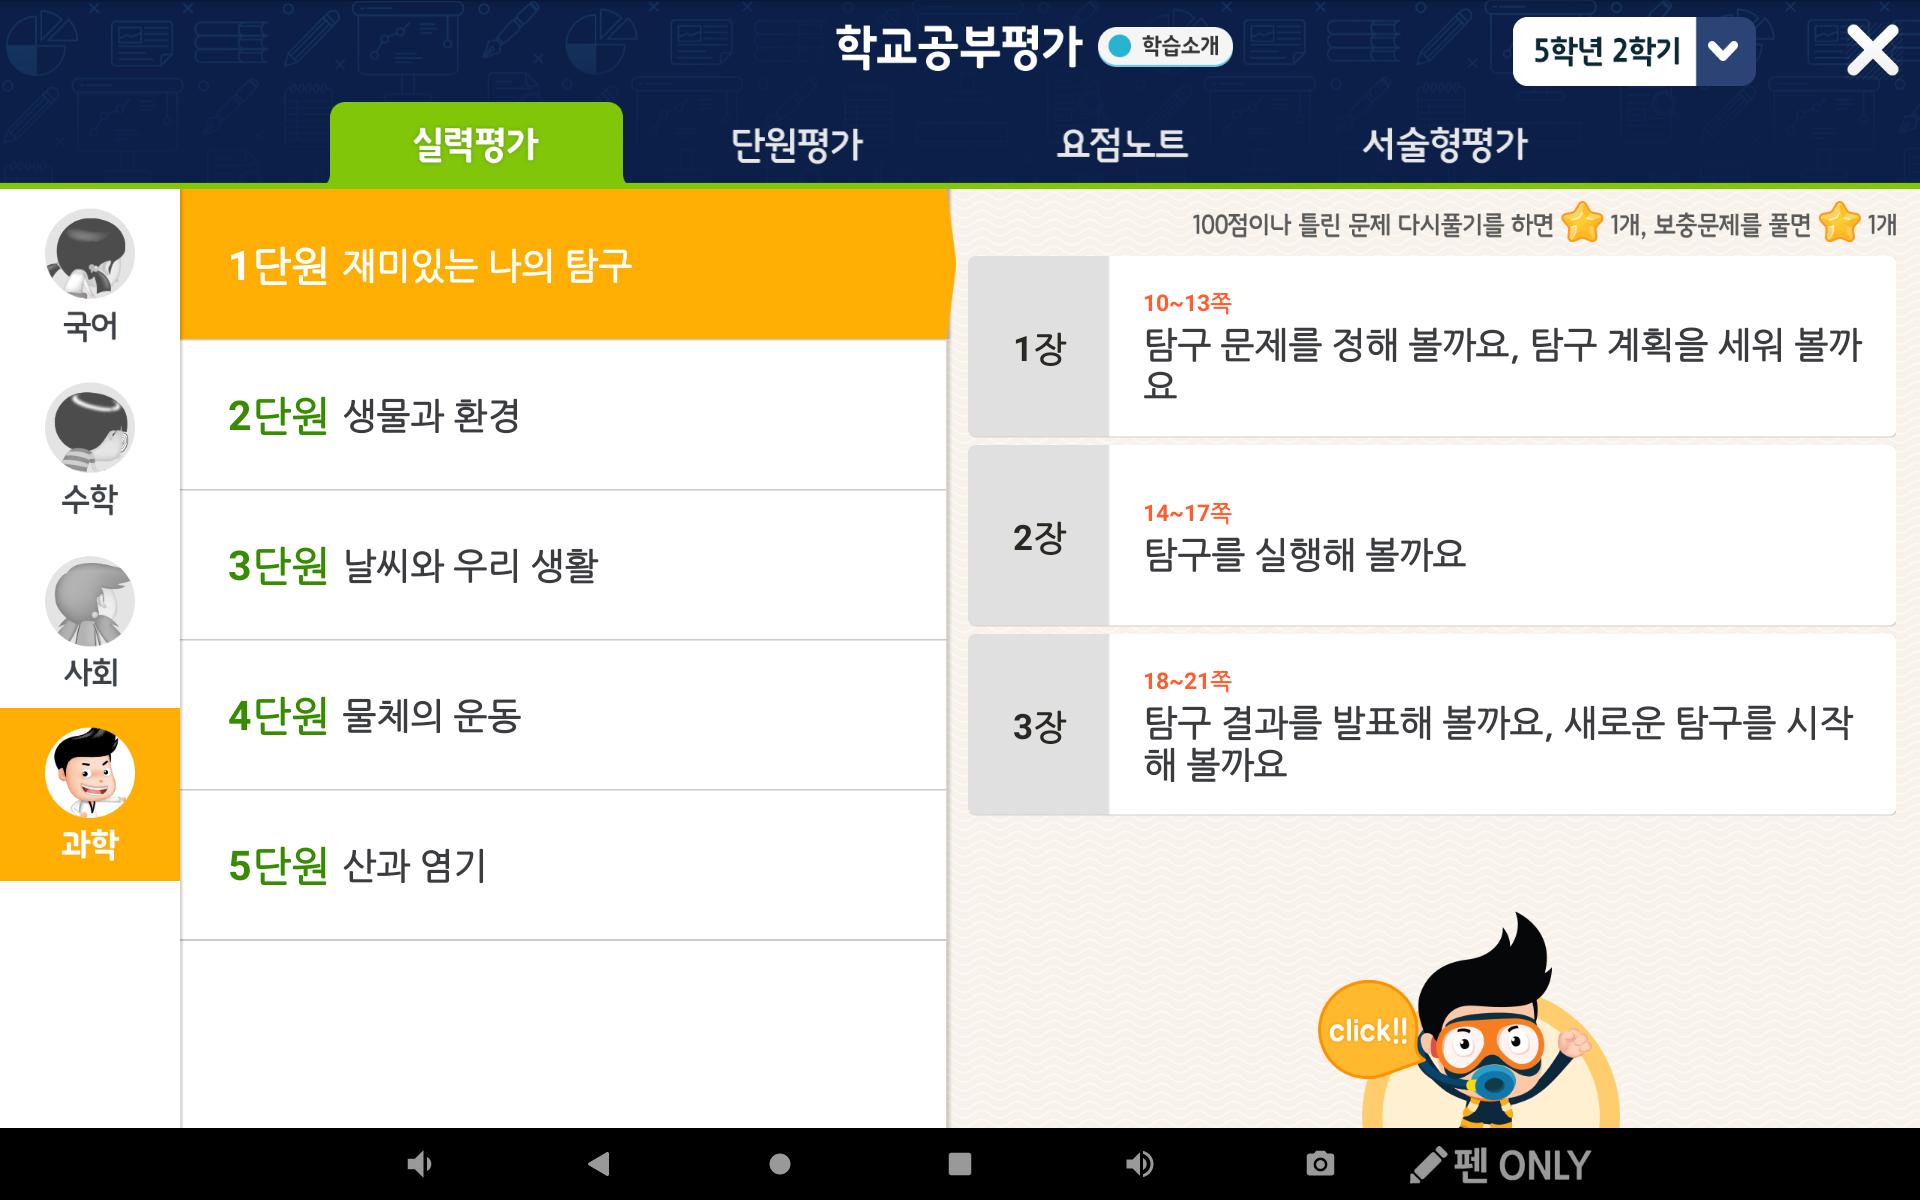 학교공부평가
학습소개
5학년 2학기
실력평가
단원평가
요점노트
서술형평가
국어
수학
사회
과학
1단원 재미있는 나의 탐구
2단원 생물과 환경
3단원 날씨와 우리 생활
4단원 물체의 운동
5단원 산과 염기
100점이나 틀린 문제 다시풀기를 하면 1개, 보충문제를 풀면 1개
1장
10~13쪽
탐구 문제를 정해 볼까요, 탐구 계획을 세워 볼까
요
2장
14~17쪽
탐구를 실행해 볼까요
3장
18~21쪽
탐구 결과를 발표해 볼까요, 새로운 탐구를 시작
해 볼까요
click!!
펜 ONLY